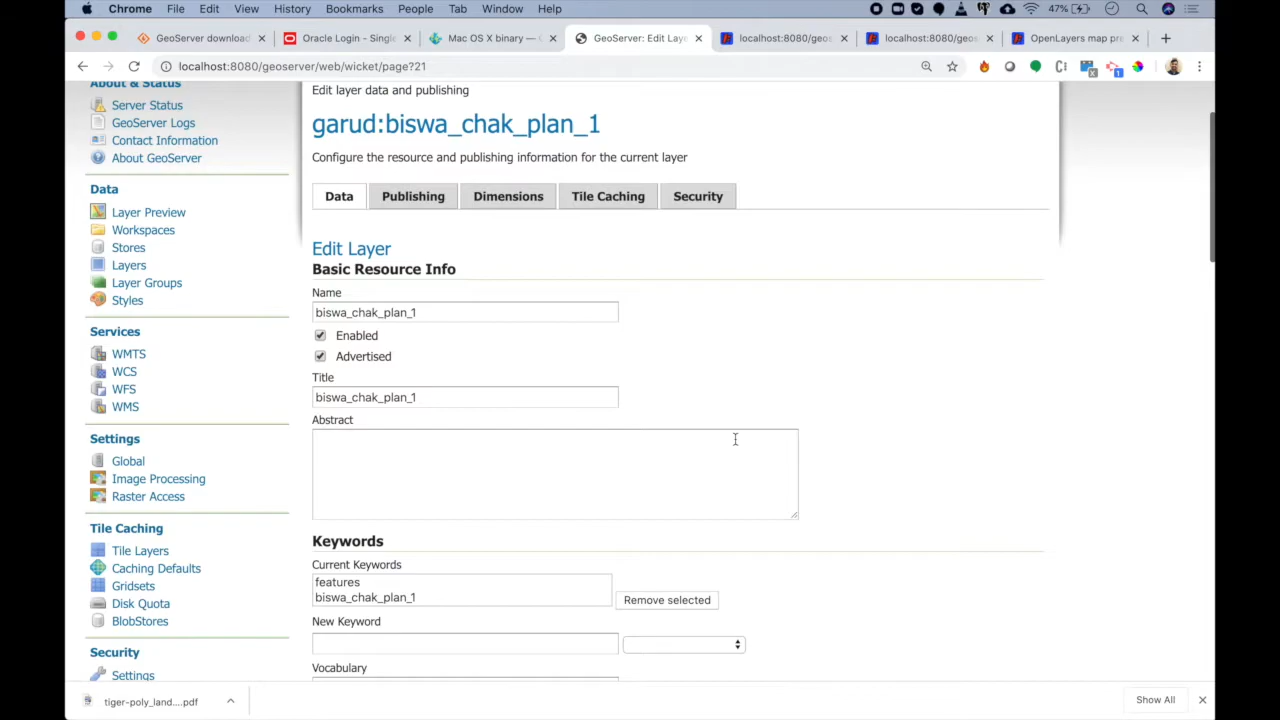 Chrome File Edit View History Bookmarks People Tab Window Help 47%
GeoServer download Oracle Login - Single Mac OS X binary — GeoServer: Edit Laye localhost:8080/geos localhost:8080/geos OpenLayers map pre
localhost:8080/geoserver/web/wicket/page?21
About & Status
Server Status
GeoServer Logs
Contact Information
About GeoServer
Data
Layer Preview
Workspaces
Stores
Layers
Layer Groups
Styles
Services
WMTS
WCS
WFS
WMS
Settings
Global
Image Processing
Raster Access
Tile Caching
Tile Layers
Caching Defaults
Gridsets
Disk Quota
BlobStores
Security
Settings
Edit layer data and publishing
garud:biswa_chak_plan_1
Configure the resource and publishing information for the current layer
Data Publishing Dimensions Tile Caching Security
Edit Layer
Basic Resource Info
Name
biswa_chak_plan_1
Enabled
Advertised
Title
biswa_chak_plan_1
Abstract
Keywords
Current Keywords
features
biswa_chak_plan_1
Remove selected
New Keyword
Vocabulary
tiger-poly_land....pdf
Show All